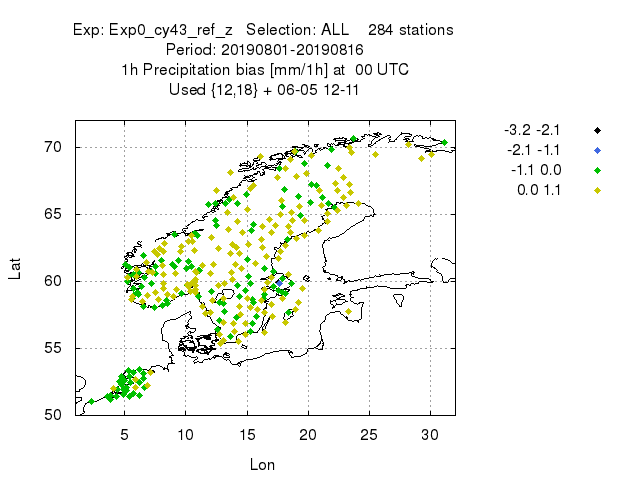 Exp: Exp0_cy43_ref_z   Selection: ALL    284 stations
Period: 20190801-20190816
1h Precipitation bias [mm/1h] at  00 UTC
Used {12,18} + 06-05 12-11
-3.2 -2.1
-2.1 -1.1
-1.1 0.0
0.0 1.1
70
65
60
55
50
Lat
5 10 15 20 25 30
Lon